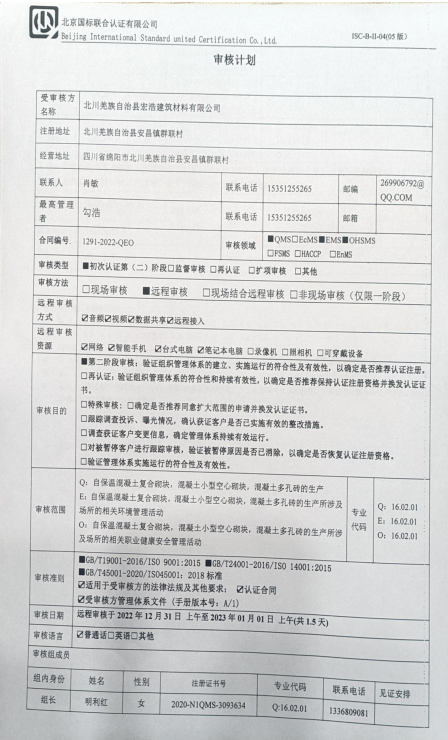 北京国标联合认证有限公司
Beijing International Standard united Certification Co.,Ltd.
ISC-B-II-04(05 版)
审核计划
受审核方名称 北川羌族自治县宏浩建筑材料有限公司
注册地址 北川羌族自治县安昌镇群联村
经营地址 四川省绵阳市北川羌族自治县安昌镇群联村
联系人 肖敏 联系电话 15351255265 邮编 269906792@QQ.COM
最高管理者 勾浩 联系电话 15351255265 邮箱
合同编号. 1291-2022-QEO 审核领域 ■QMS□EcMS■EMS■OHSMS
□FSMS □HACCP □EnMS
审核类型 ■初次认证第（二）阶段□监督审核 □再认证 □扩项审核 □其他
审核方法 □现场审核 ■远程审核 □现场结合远程审核 □非现场审核（仅限一阶段）
远程审核方式 ☑音频☑视频☑数据共享☑远程接入
远程审核资源 ☑网络 ☑智能手机 ☑台式电脑 ☑笔记本电脑 □录像机 □照相机 □可穿戴设备
审核目的 ■第二阶段审核：验证组织管理体系的建立、实施运行的符合性及有效性，以确定是否推荐认证注册。
□再认证：验证组织管理体系的符合性和持续有效性，以确定是否推荐保持认证注册资格并换发认证证书。
□特殊审核：□确定是否推荐同意扩大范围的申请并换发认证证书。
□跟踪调查投诉、曝光情况，确认获证客户是否已实施有效的整改措施。
□调查获证客户变更信息，确定管理体系持续有效运行。
□对被暂停客户进行跟踪审核，验证被暂停原因是否已消除，以确定是否恢复认证注册资格。
□验证管理体系实施运行的符合性及有效性。
审核范围 Q：自保温混凝土复合砌块，混凝土小型空心砌块，混凝土多孔砖的生产
E：自保温混凝土复合砌块，混凝土小型空心砌块，混凝土多孔砖的生产所涉及场所的相关环境管理活动
O：自保温混凝土复合砌块，混凝土小型空心砌块，混凝土多孔砖的生产所涉及场所的相关职业健康安全管理活动
专业代码 Q：16.02.01
E：16.02.01
O：16.02.01
审核准则 ■GB/T19001-2016/ISO 9001:2015 ■GB/T24001-2016/ISO 14001:2015
■GB/T45001-2020/ISO45001：2018 标准
☑适用于受审核方的法律法规及其他要求； ☑认证合同
☑受审核方管理体系文件（手册版本号：A/1）
审核日期 远程审核于 2022 年 12 月 31 日 上午至 2023 年 01 月 01 日 上午(共 1.5 天)
审核语言 ☑普通话□英语□其他
审核组成员
组内身份 姓名 性别 注册证书号 专业代码 联系电话 见证安排
组长 明利红 女 2020-N1QMS-3093634 Q:16.02.01 1336809081